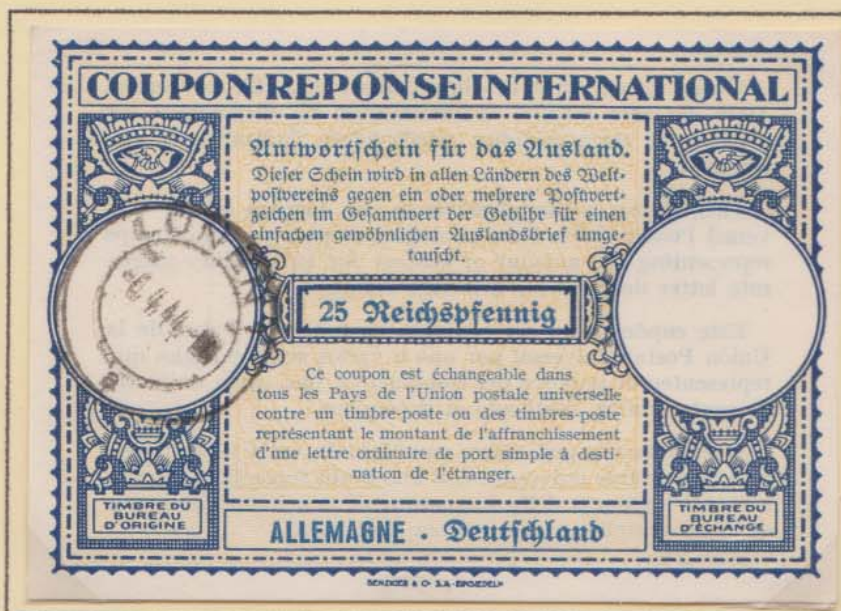 COUPON-REPONSE INTERNATIONAL
Antwortschein für das Ausland.
Dieser Schein wird in allen Ländern des Welt-
postvereins gegen ein oder mehrere Postwert-
zeichen im Gesamtwert der Gebühr für einen
einfachen gewöhnlichen Auslandsbrief umge-
tauscht.
LÜNEN
25 Reichspfennig
Ce coupon est échangeable dans
tous les Pays de l'Union postale universelle
contre un timbre-poste ou des timbres-poste
représentant le montant de l'affranchissement
d'une lettre ordinaire de port simple à desti-
nation de l'étranger.
TIMBRE DU
BUREAU
D'ORIGINE
TIMBRE DU
BUREAU
D'ÉCHANGE
ALLEMAGNE . Deutschland
BENZIGER & Co S.A.-EINSIEDELN